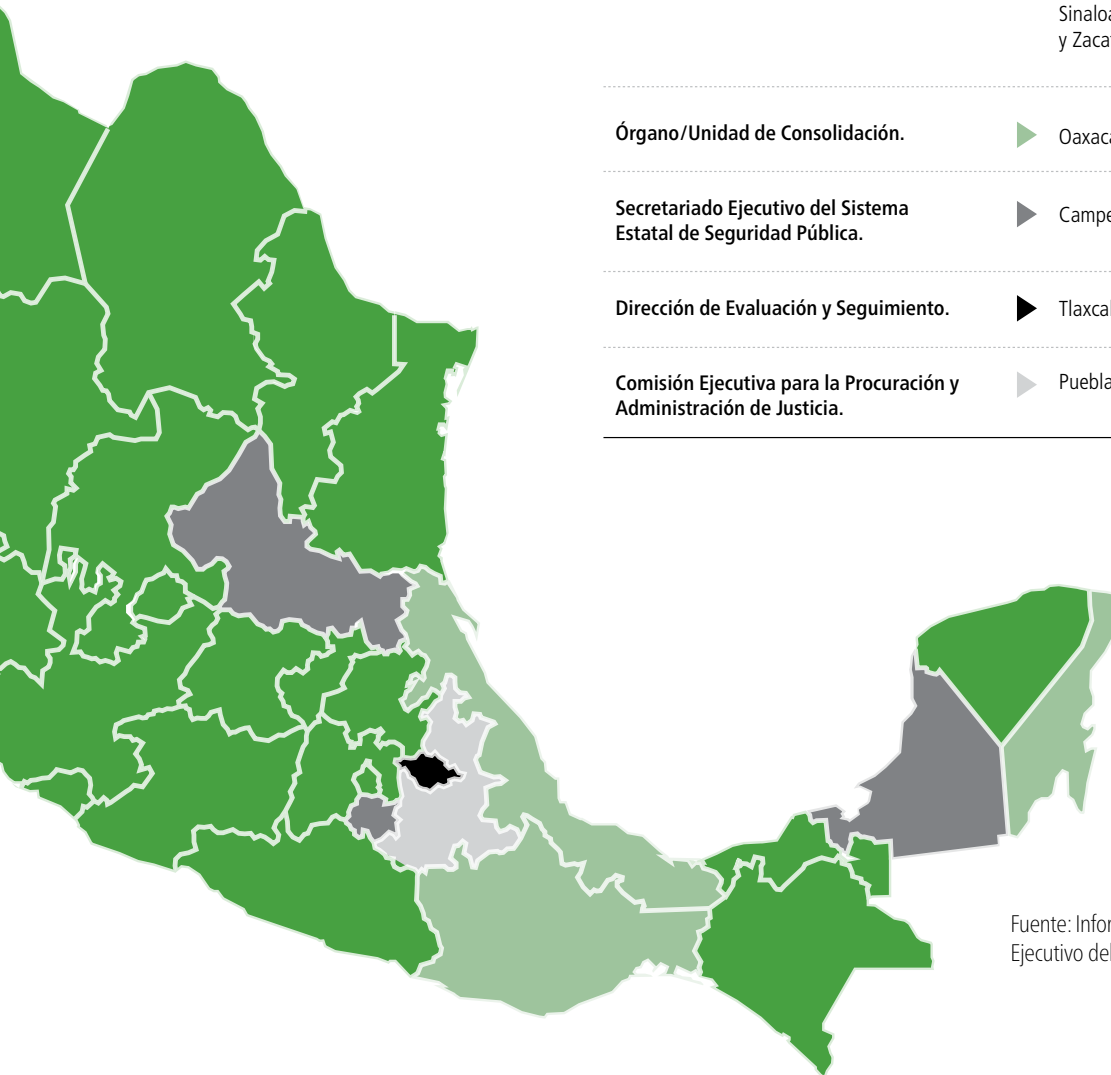 Sinaloa
y Zacat
Órgano/Unidad de Consolidación.
Oaxaca
Secretariado Ejecutivo del Sistema
Estatal de Seguridad Pública.
Campe
Dirección de Evaluación y Seguimiento.
Tlaxcal
Comisión Ejecutiva para la Procuración y
Administración de Justicia.
Puebla
Fuente: Infor
Ejecutivo del